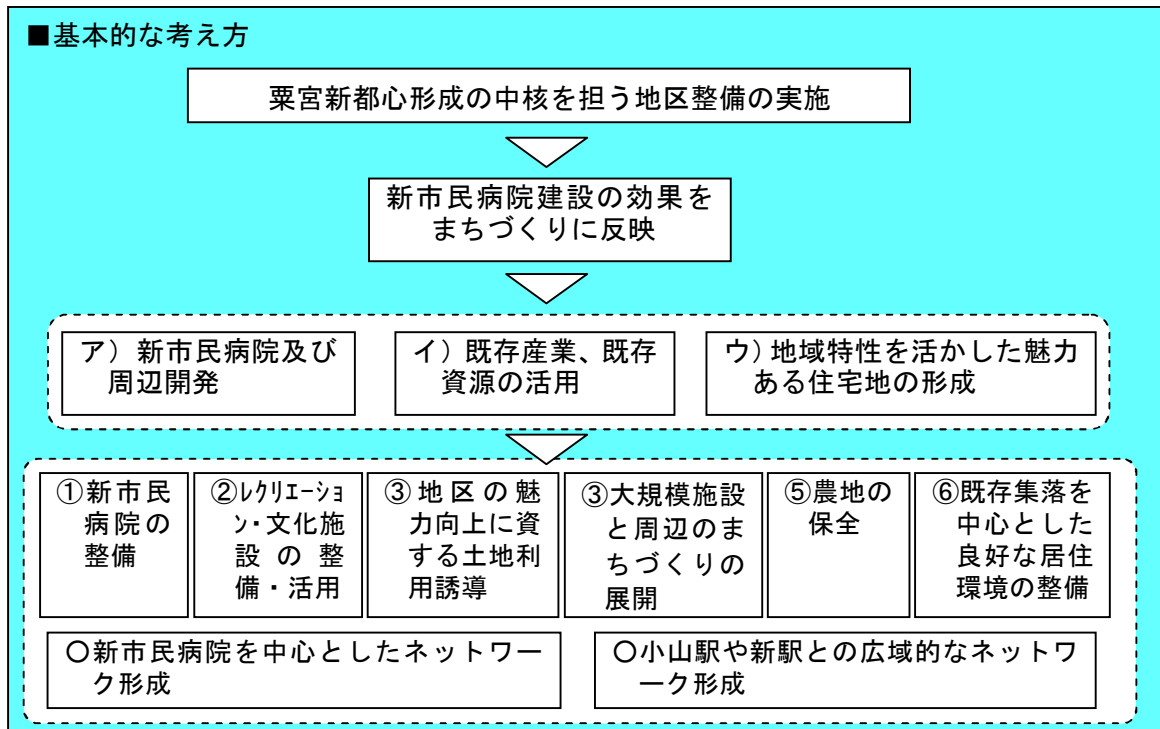 ■基本的な考え方
粟宮新都心形成の中核を担う地区整備の実施
新市民病院建設の効果を
まちづくりに反映
ア）新市民病院及び
周辺開発
イ）既存産業、既存
資源の活用
ウ）地域特性を活かした魅力
ある住宅地の形成
①新市民
病院の
整備
②ﾚｸﾘｴｰｼｮ
ﾝ・文化施
設の整
備・活用
③地区の魅
力向上に資
する土地利
用誘導
③大規模施設
と周辺のま
ちづくりの
展開
⑤農地の
保全
⑥既存集落を
中心とした
良好な居住
環境の整備
○新市民病院を中心としたネットワー
ク形成
○小山駅や新駅との広域的なネットワ
ーク形成